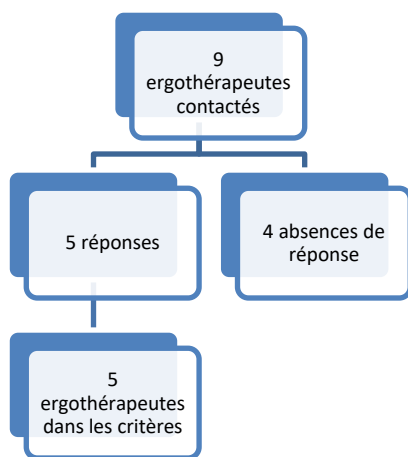 9
ergothérapeutes
contactés
5 réponses
4 absences de
réponse
5
ergothérapeutes
dans les critères